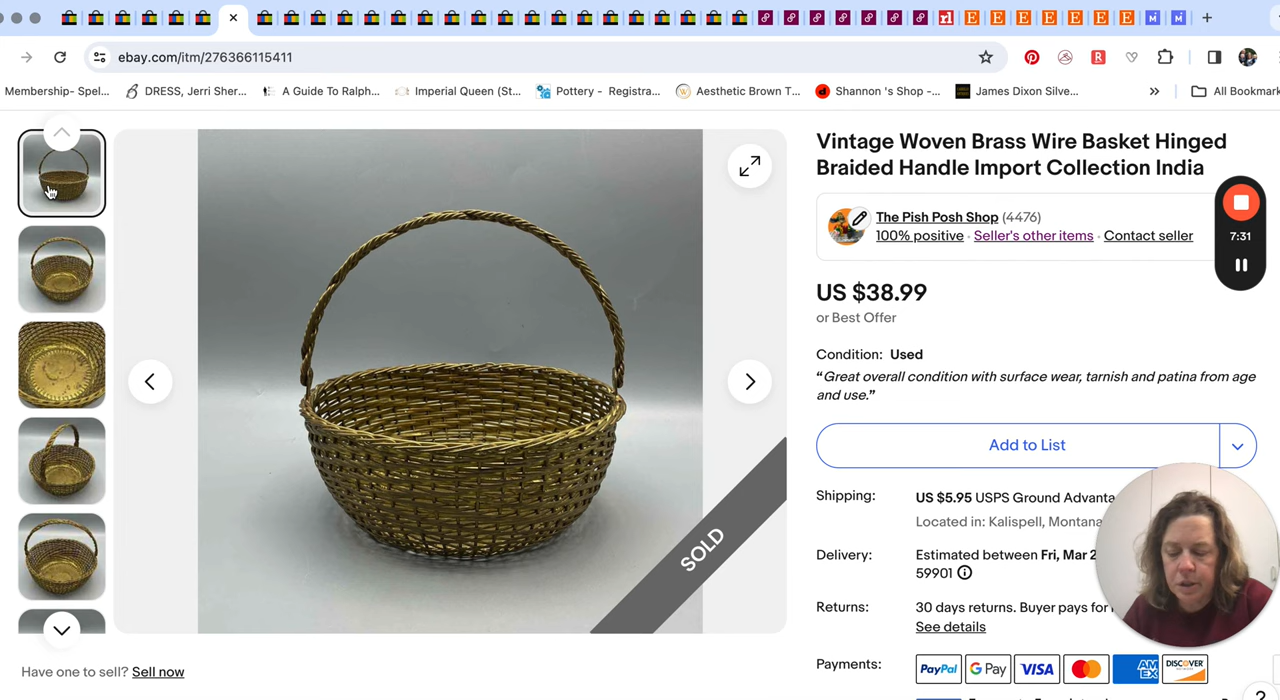 ebay.com/itm/276366115411
Membership- Spel...
DRESS, Jerri Sher...
A Guide To Ralph...
Imperial Queen (St...
Pottery - Registra...
Aesthetic Brown T...
Shannon 's Shop -...
James Dixon Silve...
All Bookmark
Vintage Woven Brass Wire Basket Hinged
Braided Handle Import Collection India
The Pish Posh Shop (4476)
100% positive · Seller's other items · Contact seller
7:31
US $38.99
or Best Offer
Condition: Used
“Great overall condition with surface wear, tarnish and patina from age
and use.”
Add to List
SOLD
Shipping: US $5.95 USPS Ground Advanta
Located in: Kalispell, Montana
Delivery: Estimated between Fri, Mar 2
59901
Returns: 30 days returns. Buyer pays for
See details
Payments: PayPal G Pay VISA AM EX DISCOVER
Have one to sell? Sell now